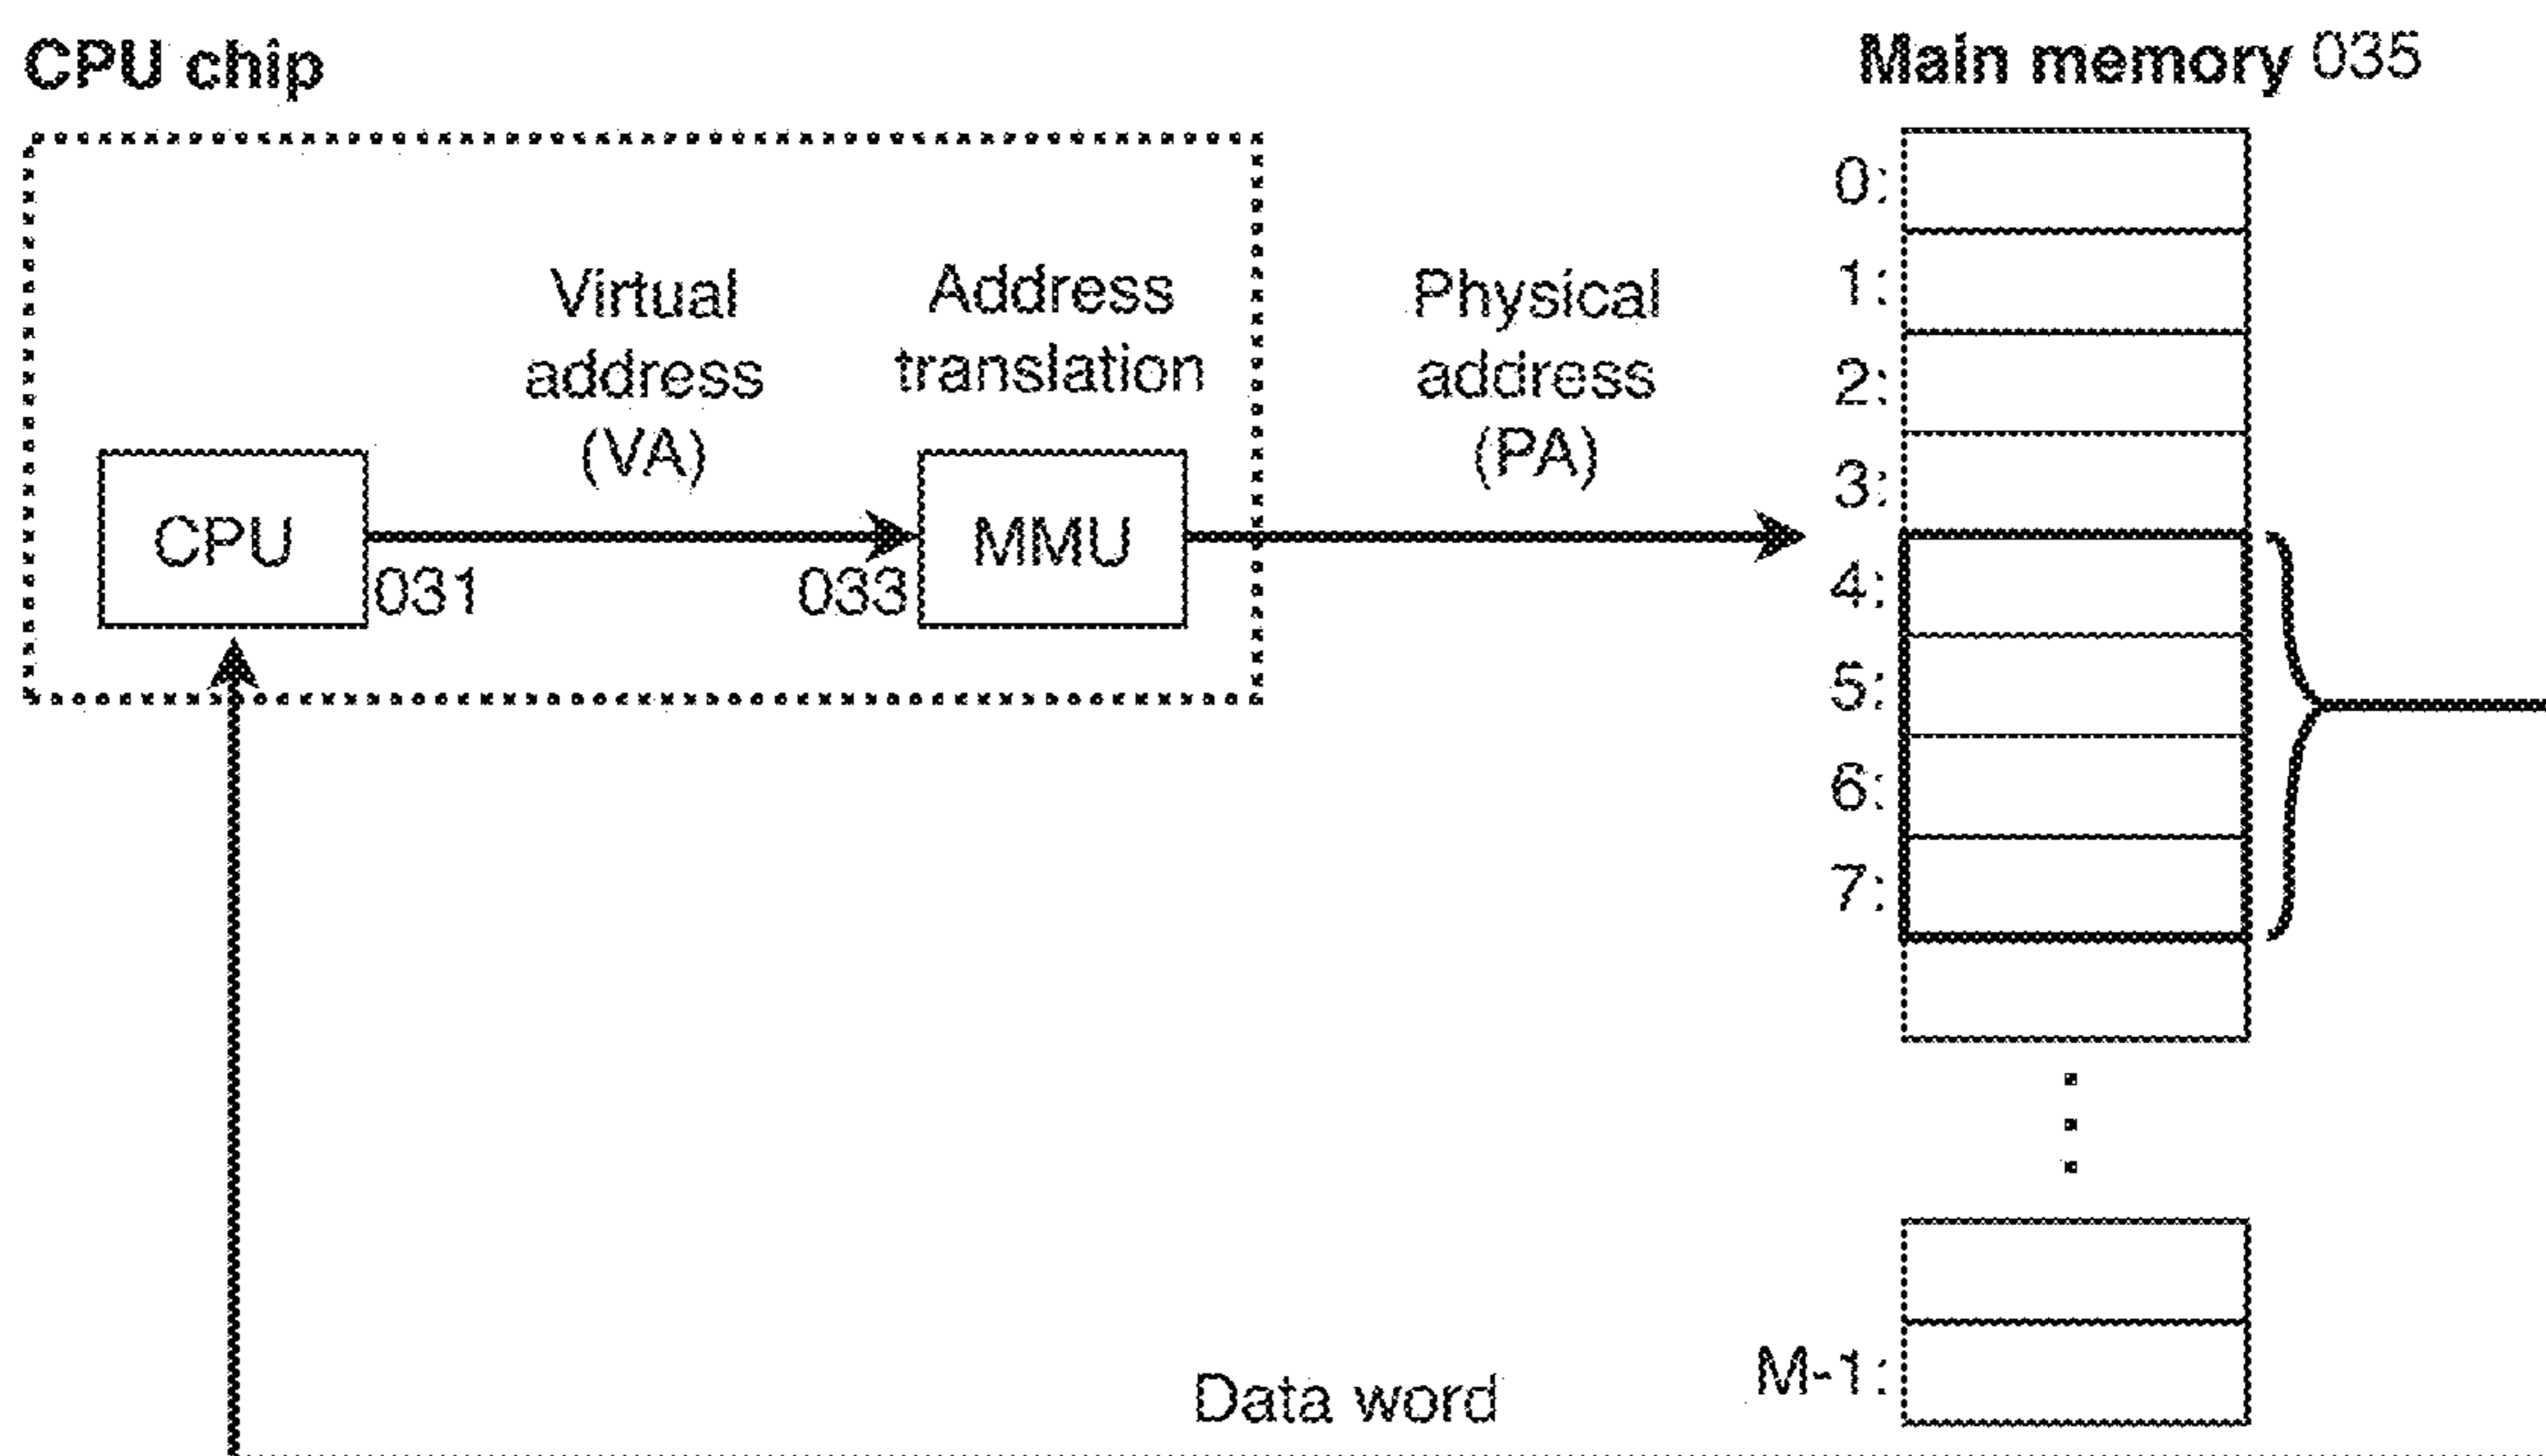 CPU chip
Main memory 035
Virtual
address
(VA)
Address
translation
Physical
address
(PA)
CPU
031
033
MMU
0:
1:
2:
3:
4:
5:
6:
7:
M-1:
Data word